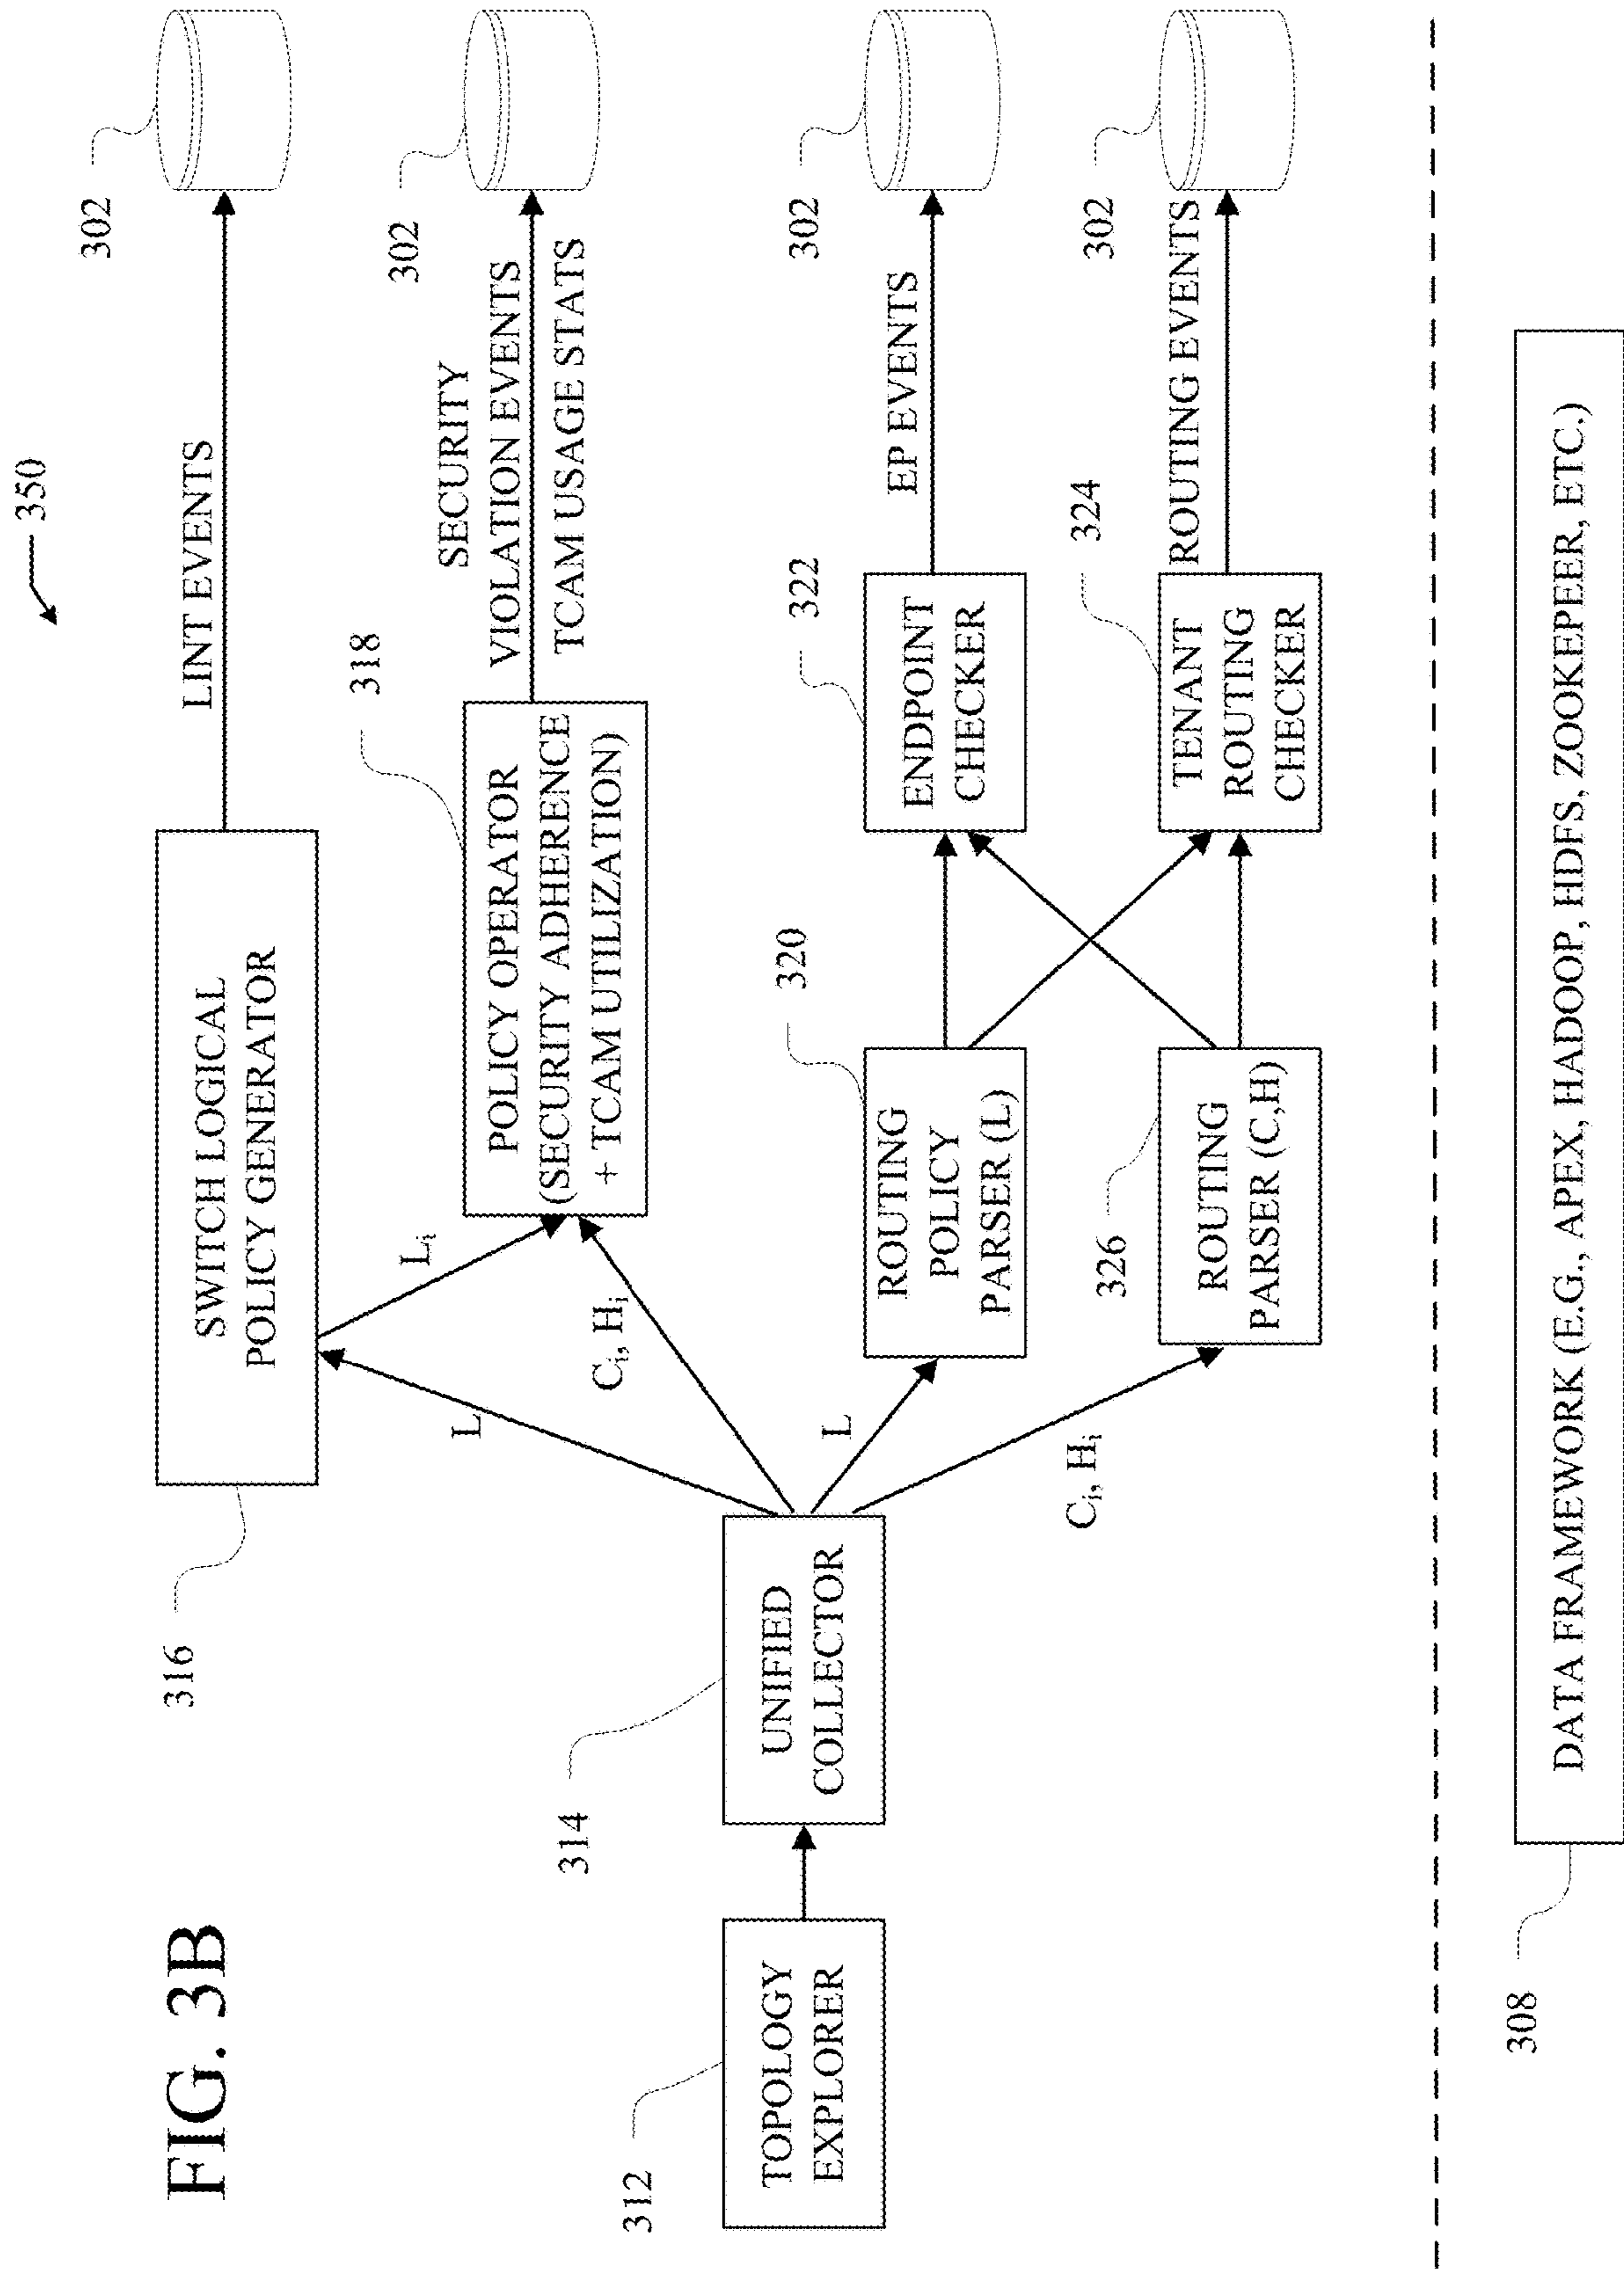 FIG. 3B
350
302
LINT EVENTS
SWITCH LOGICAL
POLICY GENERATOR
316
302
SECURITY
VIOLATION EVENTS
TCAM USAGE STATS
318
POLICY OPERATOR
(SECURITY ADHERENCE
+ TCAM UTILIZATION)
Lᵢ
L
Cᵢ, Hᵢ
314
UNIFIED
COLLECTOR
312
TOPOLOGY
EXPLORER
L
Cᵢ, Hᵢ
320
ROUTING
POLICY
PARSER (L)
322
ENDPOINT
CHECKER
EP EVENTS
302
326
ROUTING
PARSER (C,H)
324
TENANT
ROUTING
CHECKER
ROUTING EVENTS
302
308
DATA FRAMEWORK (E.G., APEX, HADOOP, HDFS, ZOOKEPEER, ETC.)